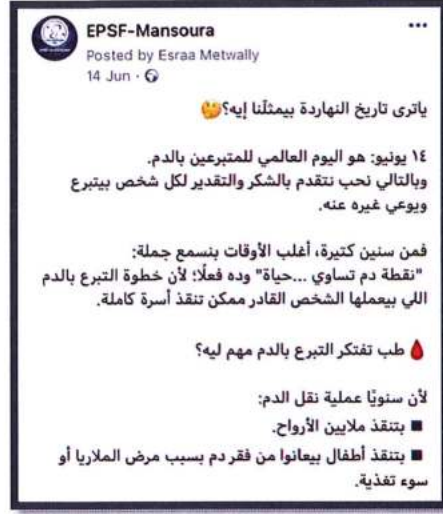 EPSF-Mansoura
Posted by Esraa Metwally
14 Jun ·
ياترى تاريخ النهاردة بيمثلّنا إيه؟🤔
١٤ يونيو: هو اليوم العالمي للمتبرعين بالدم.
وبالتالي نحب نتقدم بالشكر والتقدير لكل شخص بيتبرع
ويوعي غيره عنه.
فمن سنين كتيرة، أغلب الأوقات بنسمع جملة:
"نقطة دم تساوي ...حياة" وده فعلًا؛ لأن خطوة التبرع بالدم
اللي بيعملها الشخص القادر ممكن تنقذ أسرة كاملة.
🩸 طب تفتكر التبرع بالدم مهم ليه؟
لأن سنويًا عملية نقل الدم:
■ بتنقذ ملايين الأرواح.
■ بتنقذ أطفال بيعانوا من فقر دم بسبب مرض الملاريا أو
سوء تغذية.